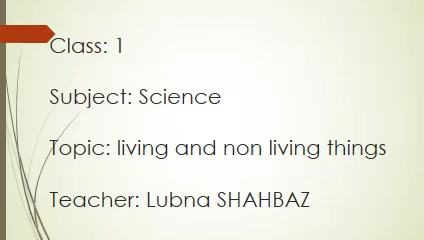 Class: 1
Subject: Science
Topic: living and non living things
Teacher: Lubna SHAHBAZ